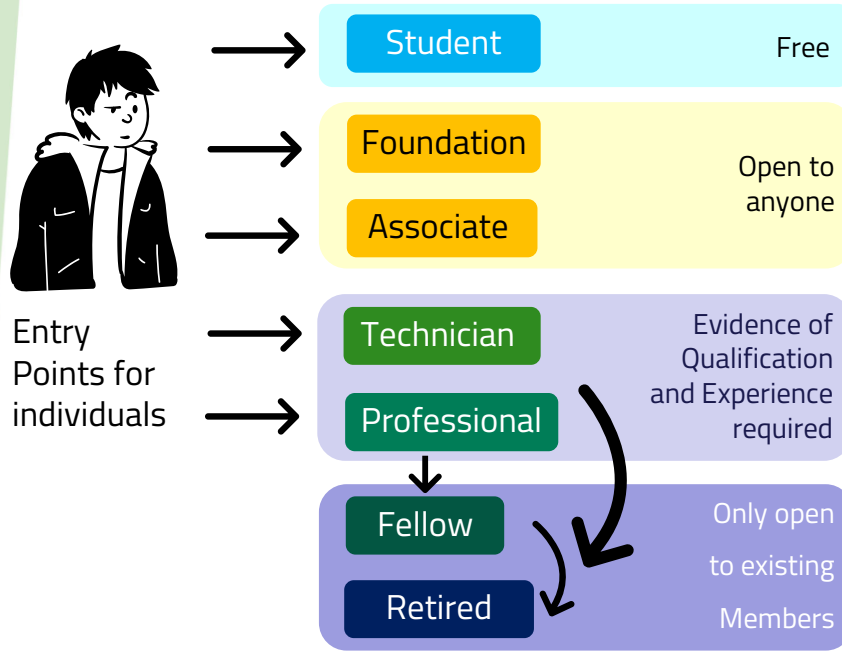 Student
Free
Foundation
Associate
Open to
anyone
Entry
Points for
individuals
Technician
Professional
Evidence of
Qualification
and Experience
required
Fellow
Retired
Only open
to existing
Members